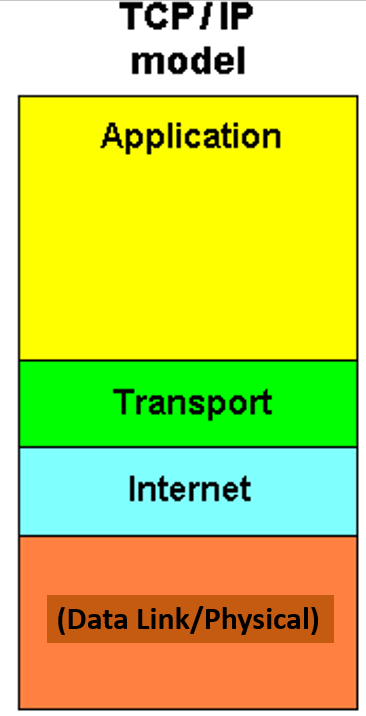 TCP/IP
model
Application
Transport
Internet
(Data Link/Physical)